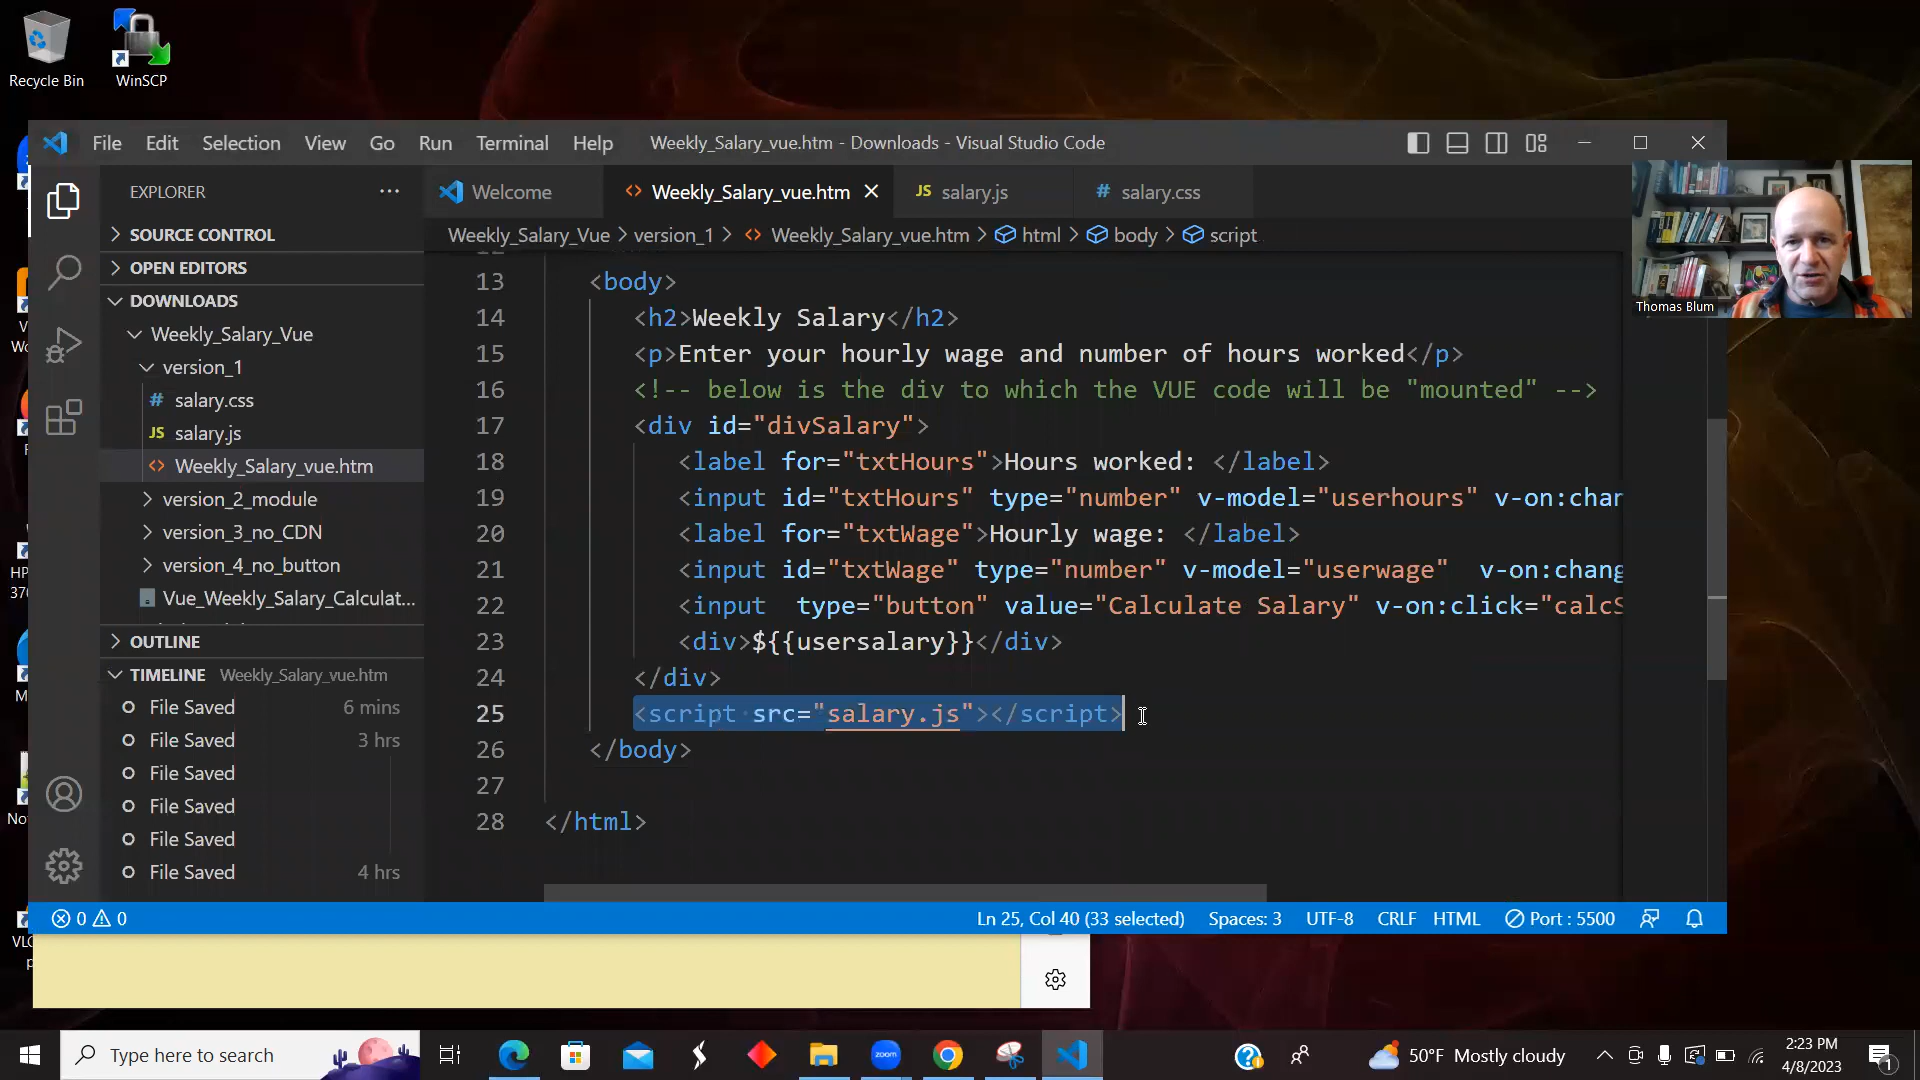 Recycle Bin
WinSCP
File Edit Selection View Go Run Terminal Help
Weekly_Salary_vue.htm - Downloads - Visual Studio Code
EXPLORER
Welcome
Weekly_Salary_vue.htm
JS salary.js
# salary.css
Weekly_Salary_Vue > version_1 > <> Weekly_Salary_vue.htm > html > body > script
SOURCE CONTROL
OPEN EDITORS
DOWNLOADS
Weekly_Salary_Vue
version_1
# salary.css
JS salary.js
<> Weekly_Salary_vue.htm
version_2_module
version_3_no_CDN
version_4_no_button
Vue_Weekly_Salary_Calculat...
OUTLINE
TIMELINE Weekly_Salary_vue.htm
File Saved 6 mins
File Saved 3 hrs
File Saved
File Saved
File Saved
File Saved 4 hrs
13 <body>
14 <h2>Weekly Salary</h2>
15 <p>Enter your hourly wage and number of hours worked</p>
16 <!-- below is the div to which the VUE code will be "mounted" -->
17 <div id="divSalary">
18 <label for="txtHours">Hours worked: </label>
19 <input id="txtHours" type="number" v-model="userhours" v-on:chan
20 <label for="txtWage">Hourly wage: </label>
21 <input id="txtWage" type="number" v-model="userwage"  v-on:chang
22 <input  type="button" value="Calculate Salary" v-on:click="calcS
23 <div>${{usersalary}}</div>
24 </div>
25 <script src="salary.js"></script>
26 </body>
27
28 </html>
Thomas Blum
0 0
Ln 25, Col 40 (33 selected) Spaces: 3 UTF-8 CRLF HTML Port : 5500
HP
37
VLC
p
Type here to search
zoom
50°F Mostly cloudy
2:23 PM
4/8/2023
1